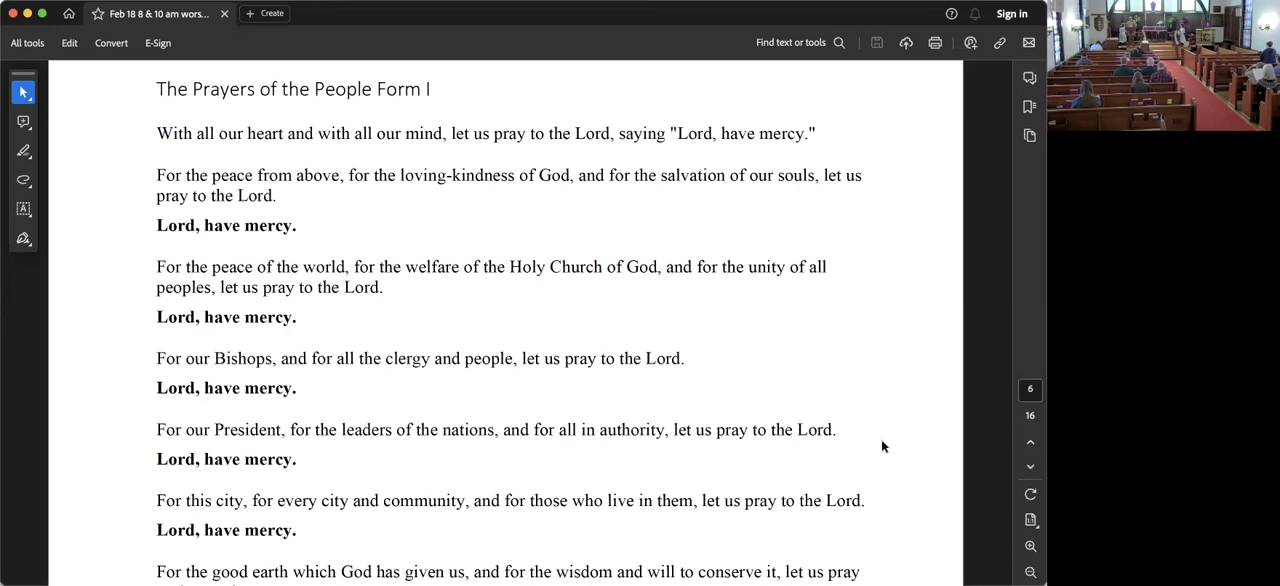 Feb 18 8 & 10 am wors...
Create
Sign in
All tools
Edit
Convert
E-Sign
Find text or tools
The Prayers of the People Form I
With all our heart and with all our mind, let us pray to the Lord, saying "Lord, have mercy."
For the peace from above, for the loving-kindness of God, and for the salvation of our souls, let us
pray to the Lord.
Lord, have mercy.
For the peace of the world, for the welfare of the Holy Church of God, and for the unity of all
peoples, let us pray to the Lord.
Lord, have mercy.
For our Bishops, and for all the clergy and people, let us pray to the Lord.
Lord, have mercy.
For our President, for the leaders of the nations, and for all in authority, let us pray to the Lord.
Lord, have mercy.
For this city, for every city and community, and for those who live in them, let us pray to the Lord.
Lord, have mercy.
For the good earth which God has given us, and for the wisdom and will to conserve it, let us pray
6
16